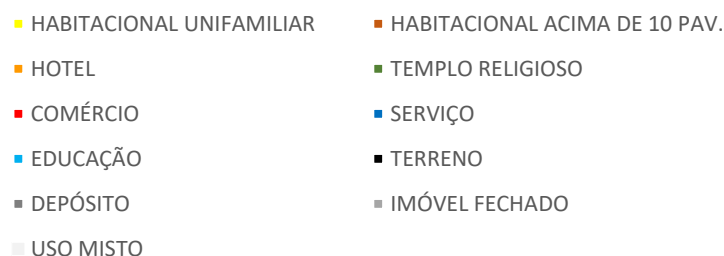 HABITACIONAL UNIFAMILIAR
HABITACIONAL ACIMA DE 10 PAV.
HOTEL
TEMPLO RELIGIOSO
COMÉRCIO
SERVIÇO
EDUCAÇÃO
TERRENO
DEPÓSITO
IMÓVEL FECHADO
USO MISTO